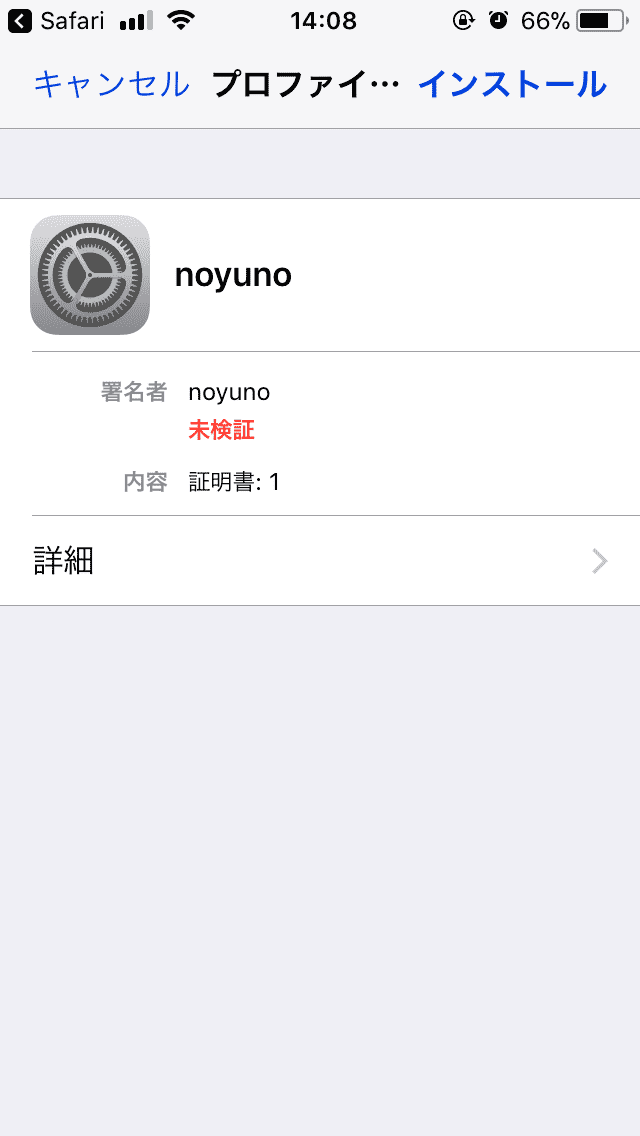 Safari 14:08 66%
キャンセル プロファイ… インストール
noyuno
署名者 noyuno
未検証
内容 証明書: 1
詳細